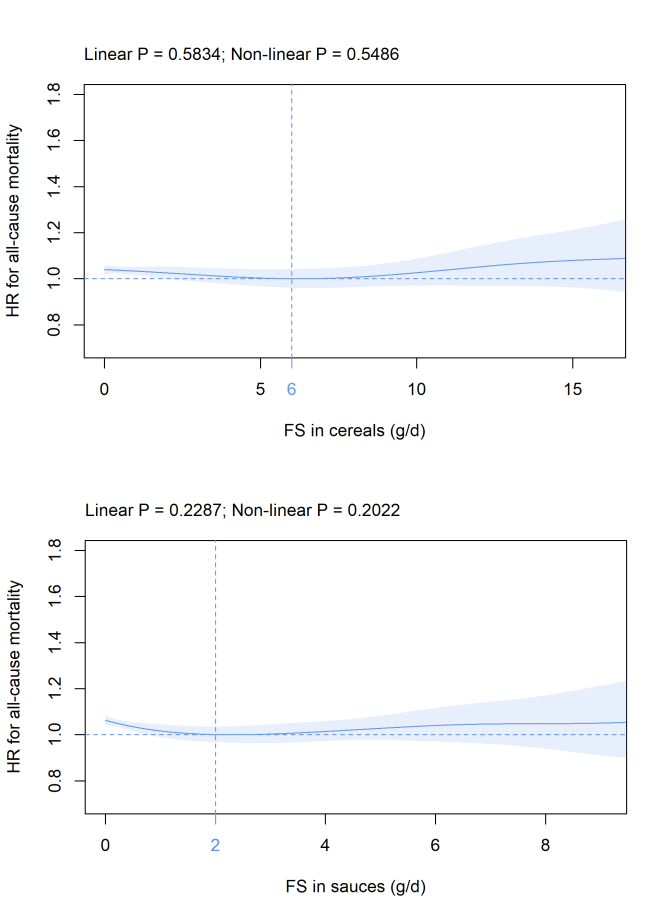 Linear P = 0.5834; Non-linear P = 0.5486
HR for all-cause mortality
1.8
1.6
1.4
1.2
1.0
0.8
0 5 6 10 15
FS in cereals (g/d)
Linear P = 0.2287; Non-linear P = 0.2022
HR for all-cause mortality
1.8
1.6
1.4
1.2
1.0
0.8
0 2 4 6 8
FS in sauces (g/d)